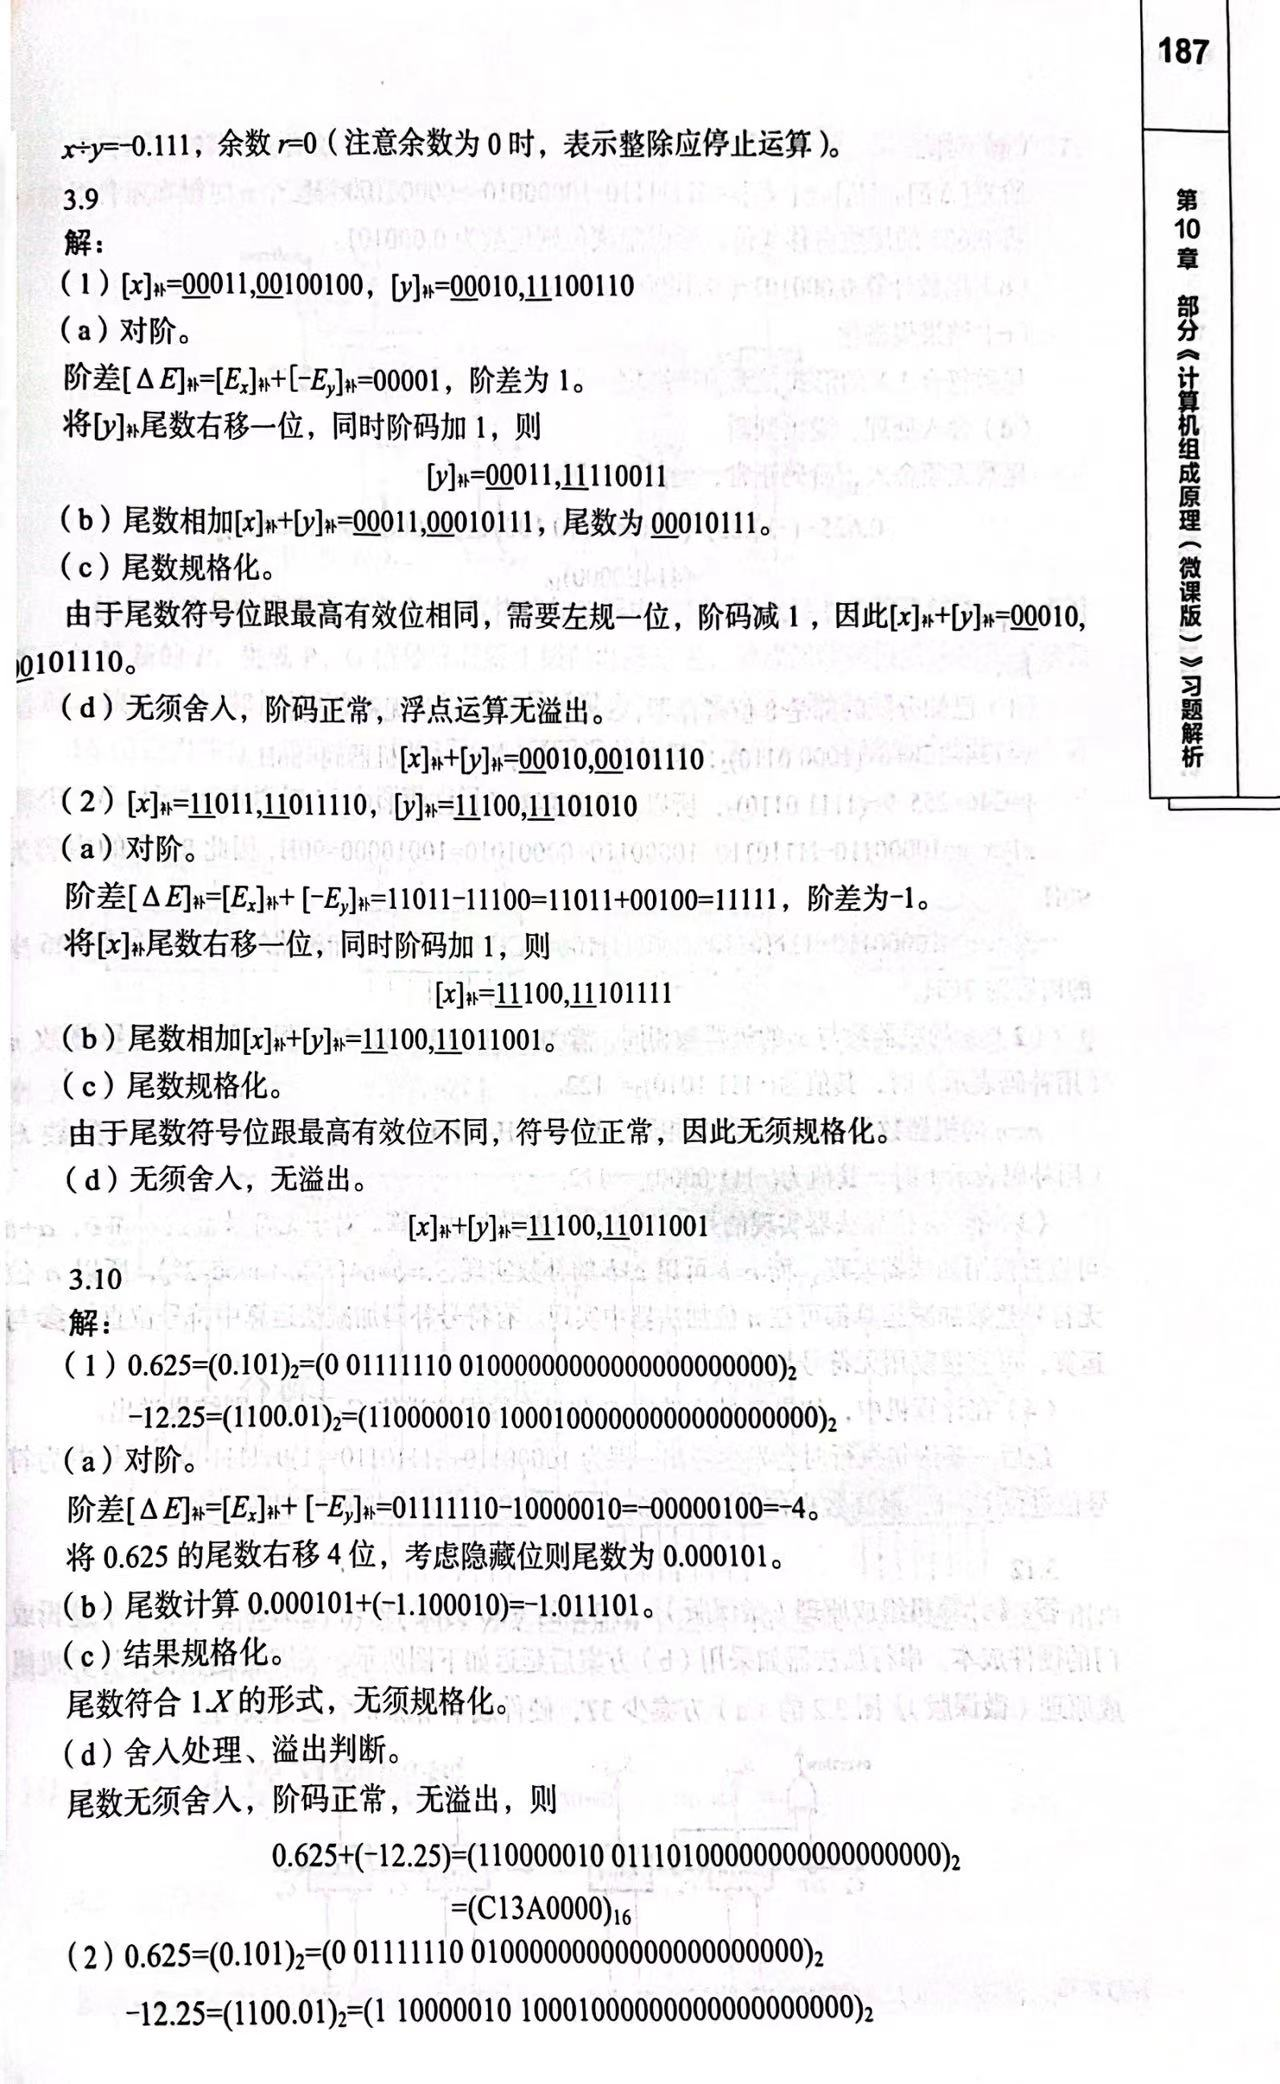 187
第10章 部分《计算机组成原理（微课版）》习题解析
x÷y=-0.111，余数 r=0（注意余数为 0 时，表示整除应停止运算）。
3.9
解：
（1）[x]补=00011,00100100，[y]补=00010,11100110
（a）对阶。
阶差[ΔE]补=[Ex]补+[-Ey]补=00001，阶差为 1。
将[y]补尾数右移一位，同时阶码加 1，则
[y]补=00011,11110011
（b）尾数相加[x]补+[y]补=00011,00010111，尾数为 00010111。
（c）尾数规格化。
由于尾数符号位跟最高有效位相同，需要左规一位，阶码减 1，因此[x]补+[y]补=00010,
00101110。
（d）无须舍入，阶码正常，浮点运算无溢出。
[x]补+[y]补=00010,00101110
（2）[x]补=11011,11011110，[y]补=11100,11101010
（a）对阶。
阶差[ΔE]补=[Ex]补+ [-Ey]补=11011-11100=11011+00100=11111，阶差为-1。
将[x]补尾数右移一位，同时阶码加 1，则
[x]补=11100,11101111
（b）尾数相加[x]补+[y]补=11100,11011001。
（c）尾数规格化。
由于尾数符号位跟最高有效位不同，符号位正常，因此无须规格化。
（d）无须舍入，无溢出。
[x]补+[y]补=11100,11011001
3.10
解：
（1）0.625=(0.101)2=(0 01111110 01000000000000000000000)2
-12.25=(1100.01)2=(110000010 10001000000000000000000)2
（a）对阶。
阶差[ΔE]补=[Ex]补+ [-Ey]补=01111110-10000010=-00000100=-4。
将 0.625 的尾数右移 4 位，考虑隐藏位则尾数为 0.000101。
（b）尾数计算 0.000101+(-1.100010)=-1.011101。
（c）结果规格化。
尾数符合 1.X 的形式，无须规格化。
（d）舍入处理、溢出判断。
尾数无须舍入，阶码正常，无溢出，则
0.625+(-12.25)=(110000010 01110100000000000000000)2
=(C13A0000)16
（2）0.625=(0.101)2=(0 01111110 01000000000000000000000)2
-12.25=(1100.01)2=(1 10000010 10001000000000000000000)2